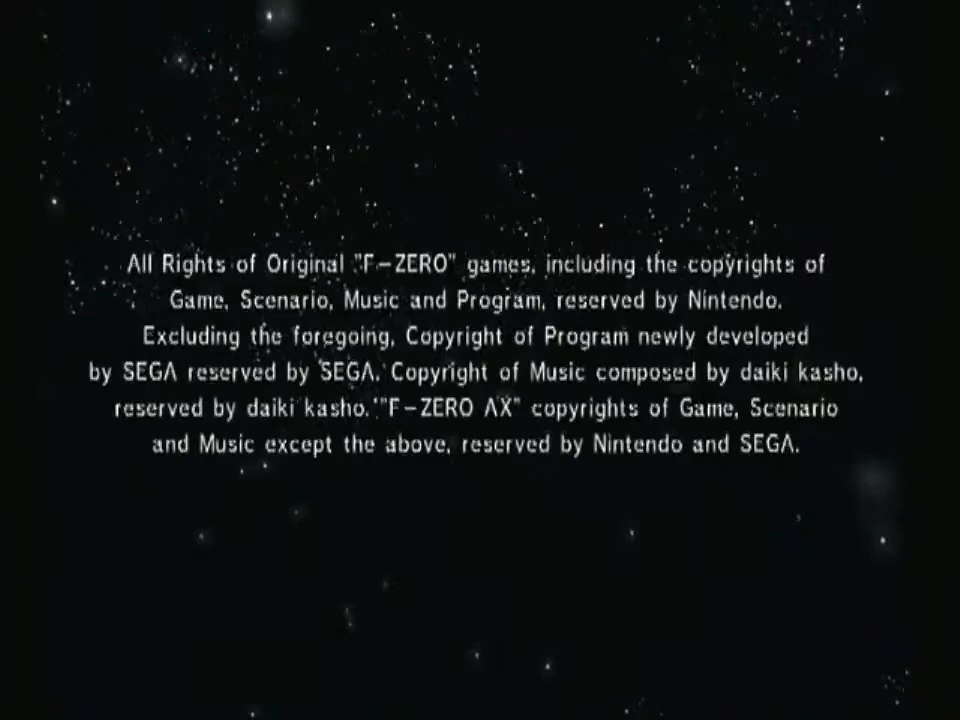 All Rights of Original "F-ZERO" games, including the copyrights of
Game, Scenario, Music and Program, reserved by Nintendo.
Excluding the foregoing, Copyright of Program newly developed
by SEGA reserved by SEGA. Copyright of Music composed by daiki kasho,
reserved by daiki kasho. "F-ZERO AX" copyrights of Game, Scenario
and Music except the above, reserved by Nintendo and SEGA.